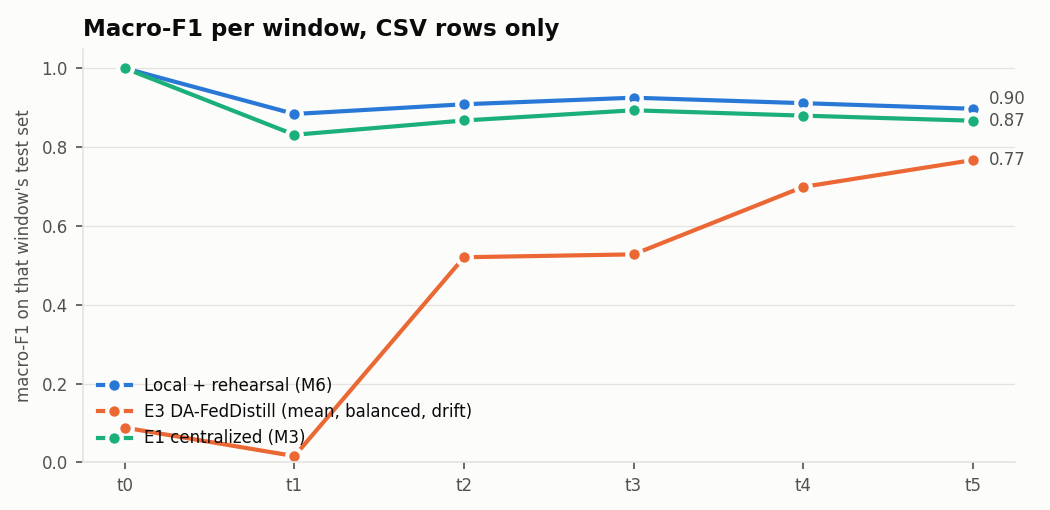 Macro-F1 per window, CSV rows only
macro-F1 on that window's test set
1.0
0.8
0.6
0.4
0.2
0.0
0.90
0.87
0.77
Local + rehearsal (M6)
E3 DA-FedDistill (mean, balanced, drift)
E1 centralized (M3)
t0
t1
t2
t3
t4
t5